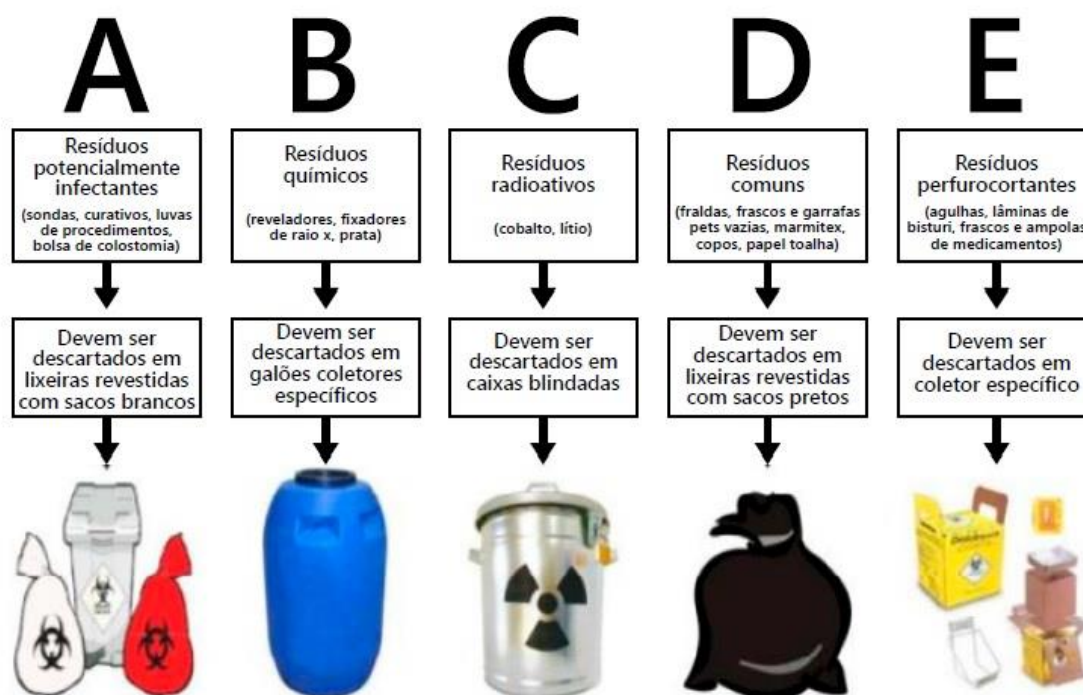 A
B
C
D
E
Resíduos
potencialmente
infectantes
(sondas, curativos, luvas
de procedimentos,
bolsa de colostomia)
Resíduos
químicos
(reveladores, fixadores
de raio x, prata)
Resíduos
radioativos
(cobalto, lítio)
Resíduos
comuns
(fraldas, frascos e garrafas
pets vazias, marmitex,
copos, papel toalha)
Resíduos
perfurocortantes
(agulhas, lâminas de
bisturi, frascos e ampolas
de medicamentos)
Devem ser
descartados em
lixeiras revestidas
com sacos brancos
Devem ser
descartados em
galões coletores
específicos
Devem ser
descartados em
caixas blindadas
Devem ser
descartados em
lixeiras revestidas
com sacos pretos
Devem ser
descartados em
coletor específico